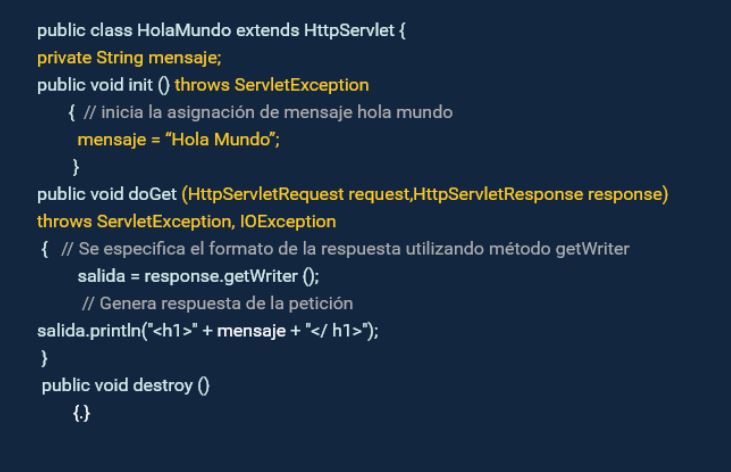 public class HolaMundo extends HttpServlet {
private String mensaje;
public void init () throws ServletException
{ // inicia la asignación de mensaje hola mundo
mensaje = “Hola Mundo”;
}
public void doGet (HttpServletRequest request,HttpServletResponse response)
throws ServletException, IOException
{ // Se especifica el formato de la respuesta utilizando método getWriter
salida = response.getWriter ();
// Genera respuesta de la petición
salida.println("<h1>" + mensaje + "</ h1>");
}
public void destroy ()
{.}